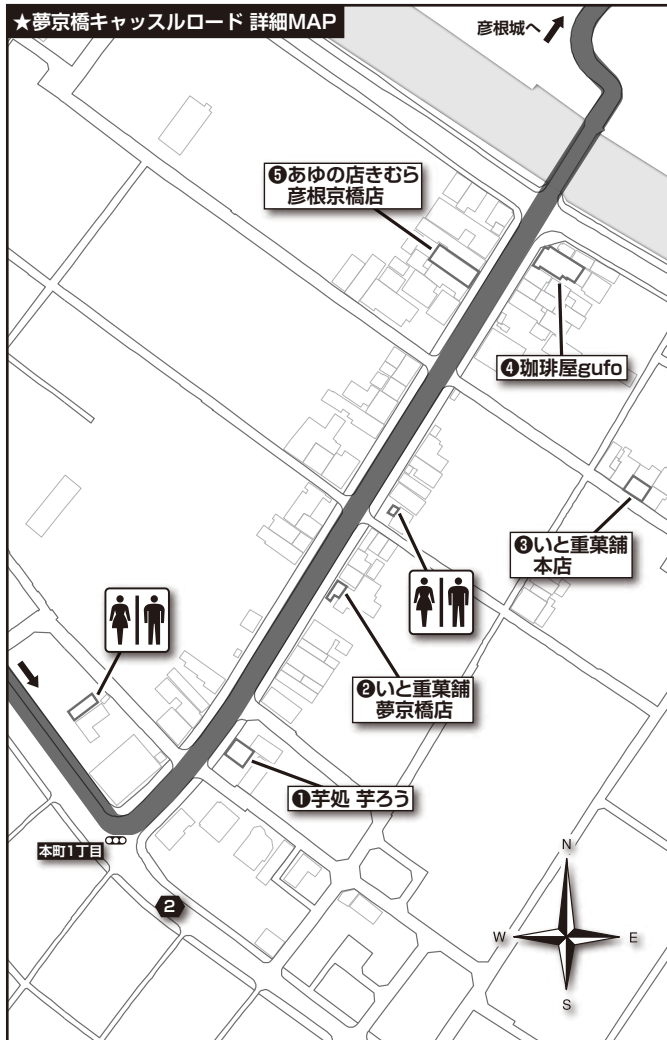 ★夢京橋キャッスルロード 詳細MAP
彦根城へ
❺あゆの店きむら
彦根京橋店
❹珈琲屋gufo
❸いと重菓舗
本店
❷いと重菓舗
夢京橋店
❶芋処 芋ろう
本町1丁目
2
N
W
E
S